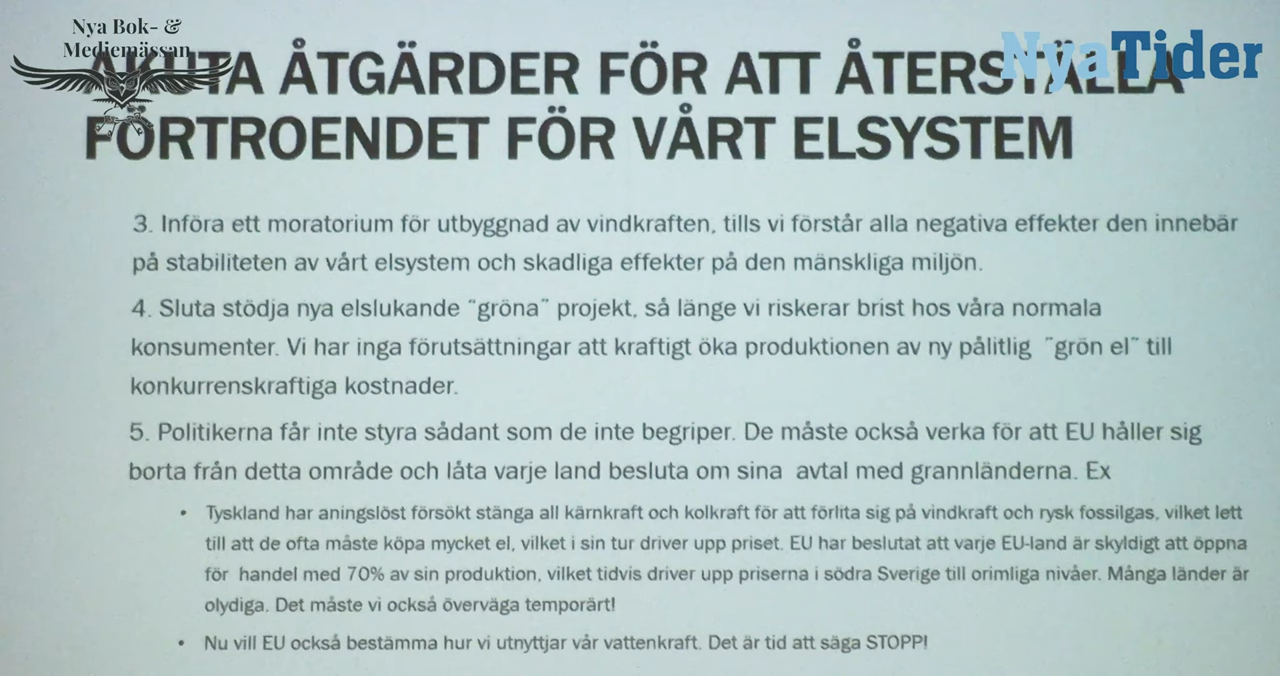 Nya Bok- &
Mediemässan
NyaTider
AKUTA ÅTGÄRDER FÖR ATT ÅTERSTÄLLA
FÖRTROENDET FÖR VÅRT ELSYSTEM
3. Införa ett moratorium för utbyggnad av vindkraften, tills vi förstår alla negativa effekter den innebär
på stabiliteten av vårt elsystem och skadliga effekter på den mänskliga miljön.
4. Sluta stödja nya elslukande ”gröna” projekt, så länge vi riskerar brist hos våra normala
konsumenter. Vi har inga förutsättningar att kraftigt öka produktionen av ny pålitlig ”grön el” till
konkurrenskraftiga kostnader.
5. Politikerna får inte styra sådant som de inte begriper. De måste också verka för att EU håller sig
borta från detta område och låta varje land besluta om sina avtal med grannländerna. Ex
• Tyskland har aningslöst försökt stänga all kärnkraft och kolkraft för att förlita sig på vindkraft och rysk fossilgas, vilket lett
till att de ofta måste köpa mycket el, vilket i sin tur driver upp priset. EU har beslutat att varje EU-land är skyldigt att öppna
för handel med 70% av sin produktion, vilket tidvis driver upp priserna i södra Sverige till orimliga nivåer. Många länder är
olydiga. Det måste vi också överväga temporärt!
• Nu vill EU också bestämma hur vi utnyttjar vår vattenkraft. Det är tid att säga STOPP!